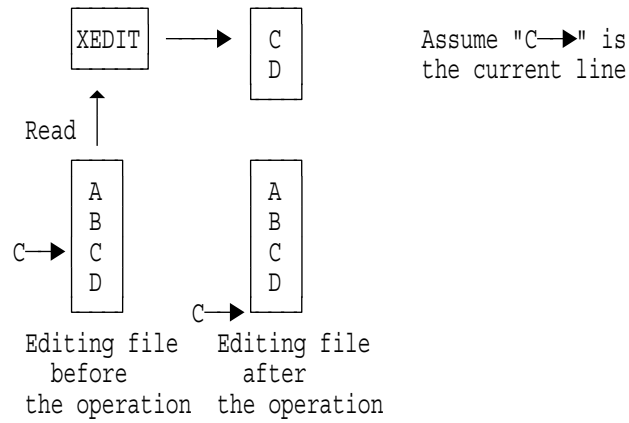 XEDIT
C
D
Assume "C→" is
the current line
Read
A
B
C→ C
D
A
B
C
D
C→
Editing file
before
the operation
Editing file
after
the operation